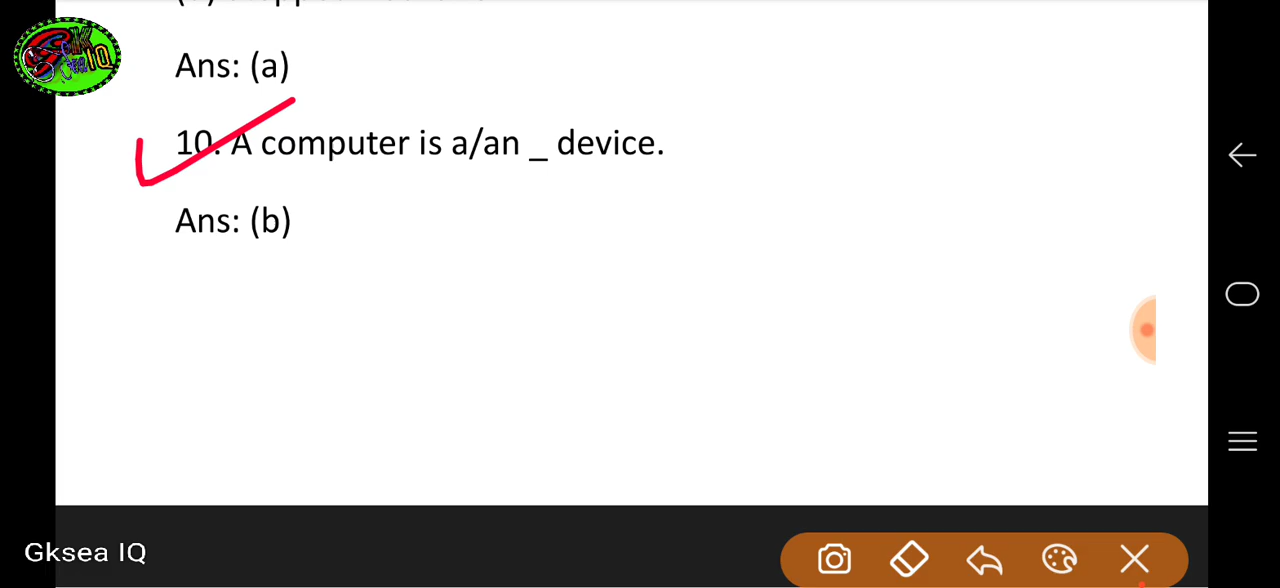 Ans: (a)
10. A computer is a/an _ device.
Ans: (b)
Gksea IQ